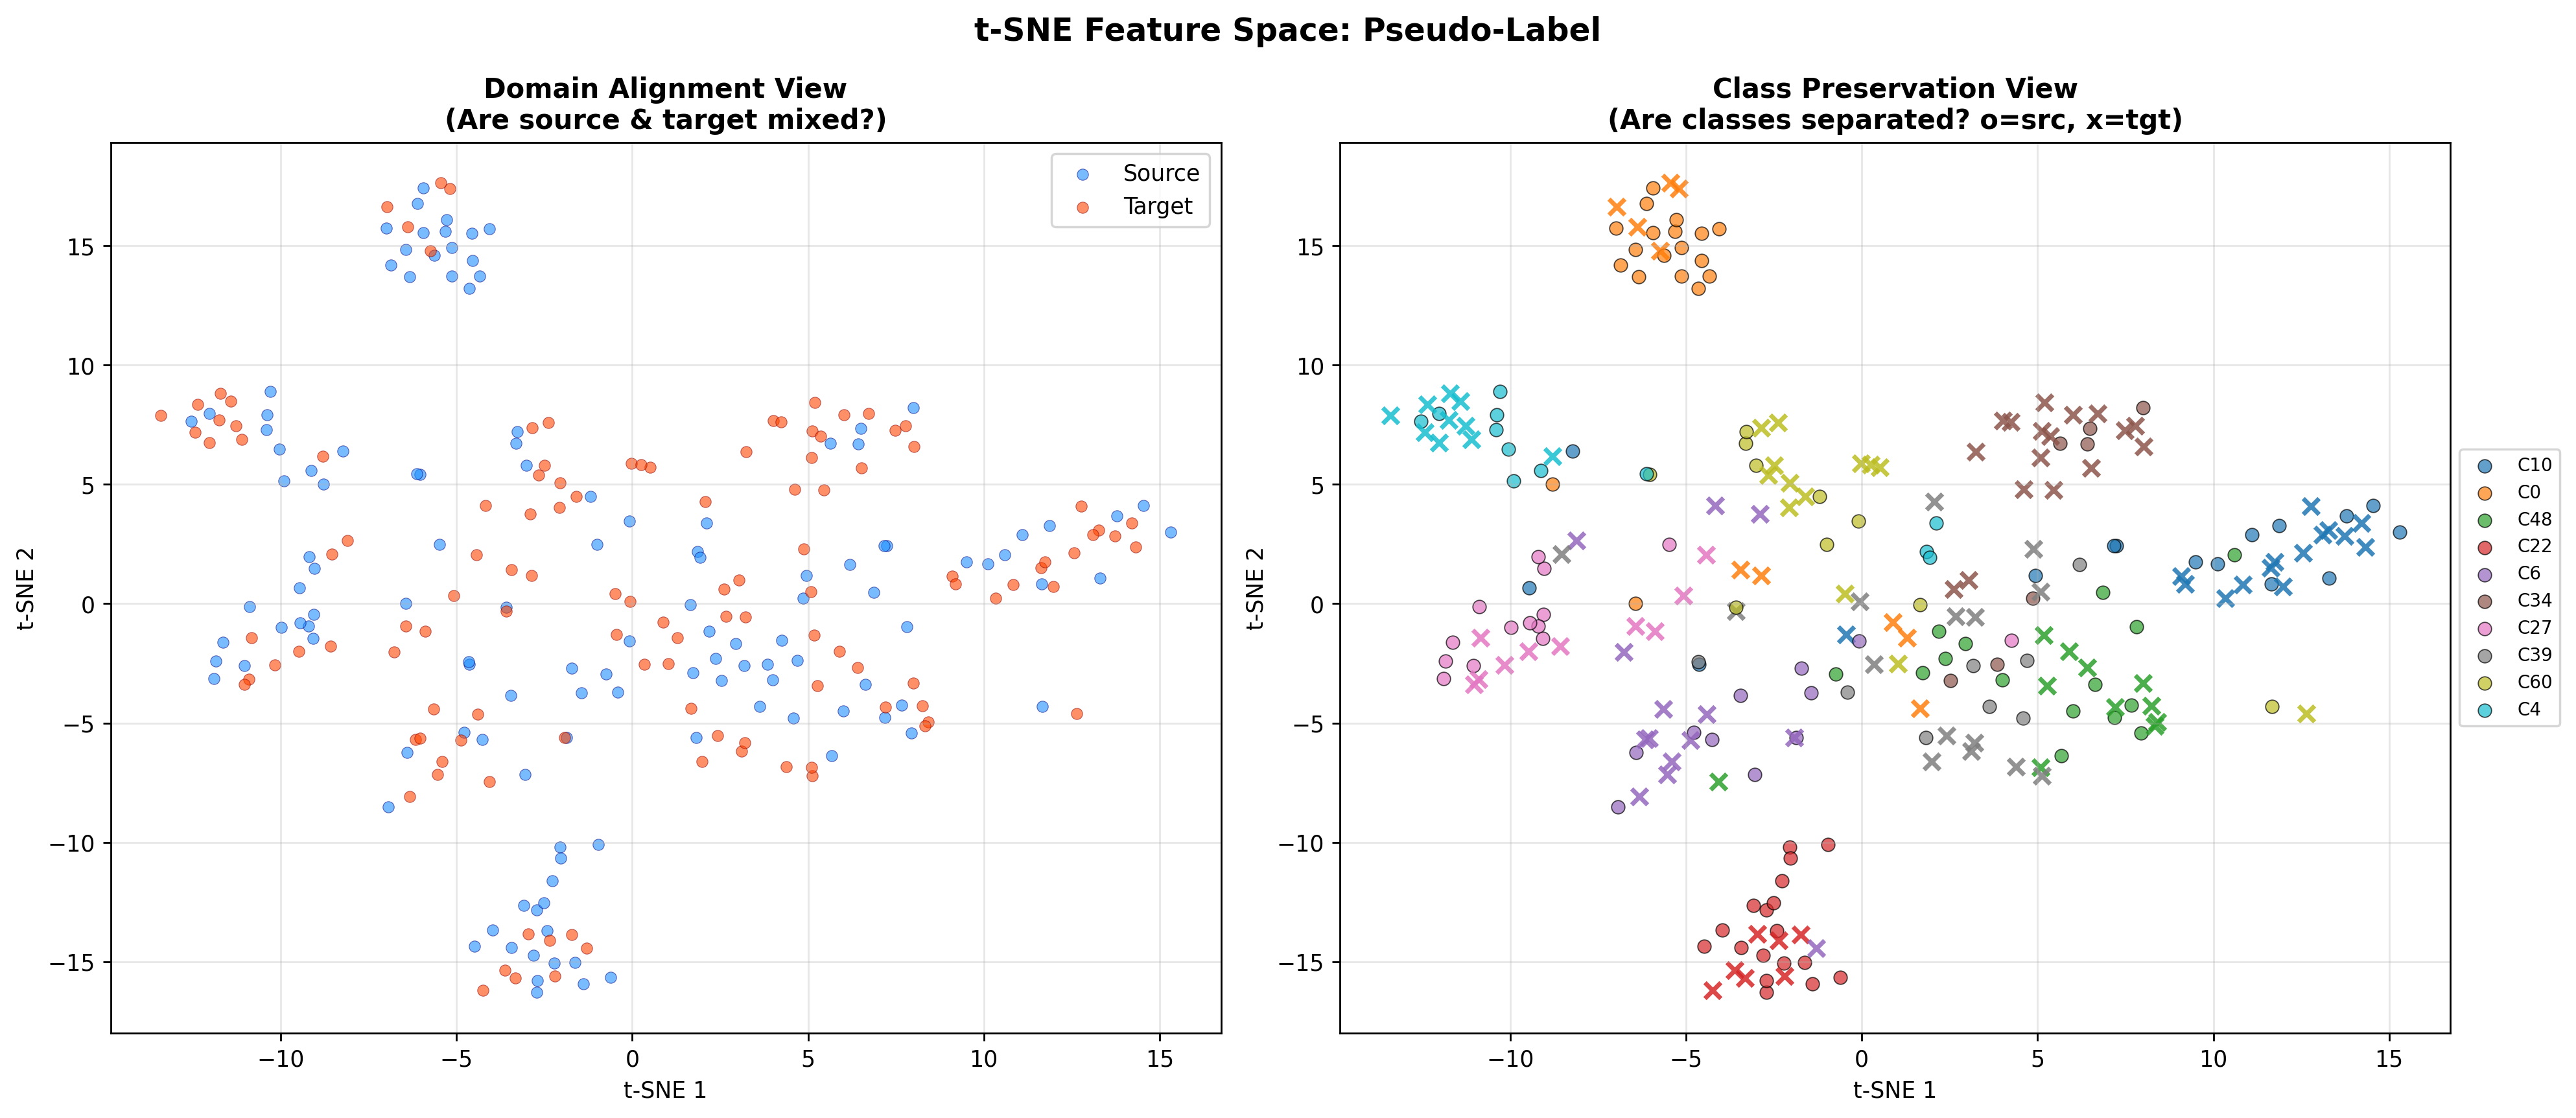 t-SNE Feature Space: Pseudo-Label
Domain Alignment View
(Are source & target mixed?)
Source
Target
15
10
5
0
−5
−10
−15
t-SNE 2
−10
−5
0
5
10
15
t-SNE 1
Class Preservation View
(Are classes separated? o=src, x=tgt)
15
10
5
0
−5
−10
−15
t-SNE 2
−10
−5
0
5
10
15
t-SNE 1
C10
C0
C48
C22
C6
C34
C27
C39
C60
C4